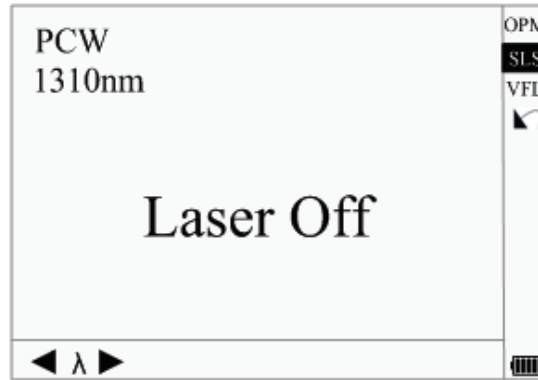 PCW
1310nm
Laser Off
◀ λ ▶
OPM
SLS
VFL